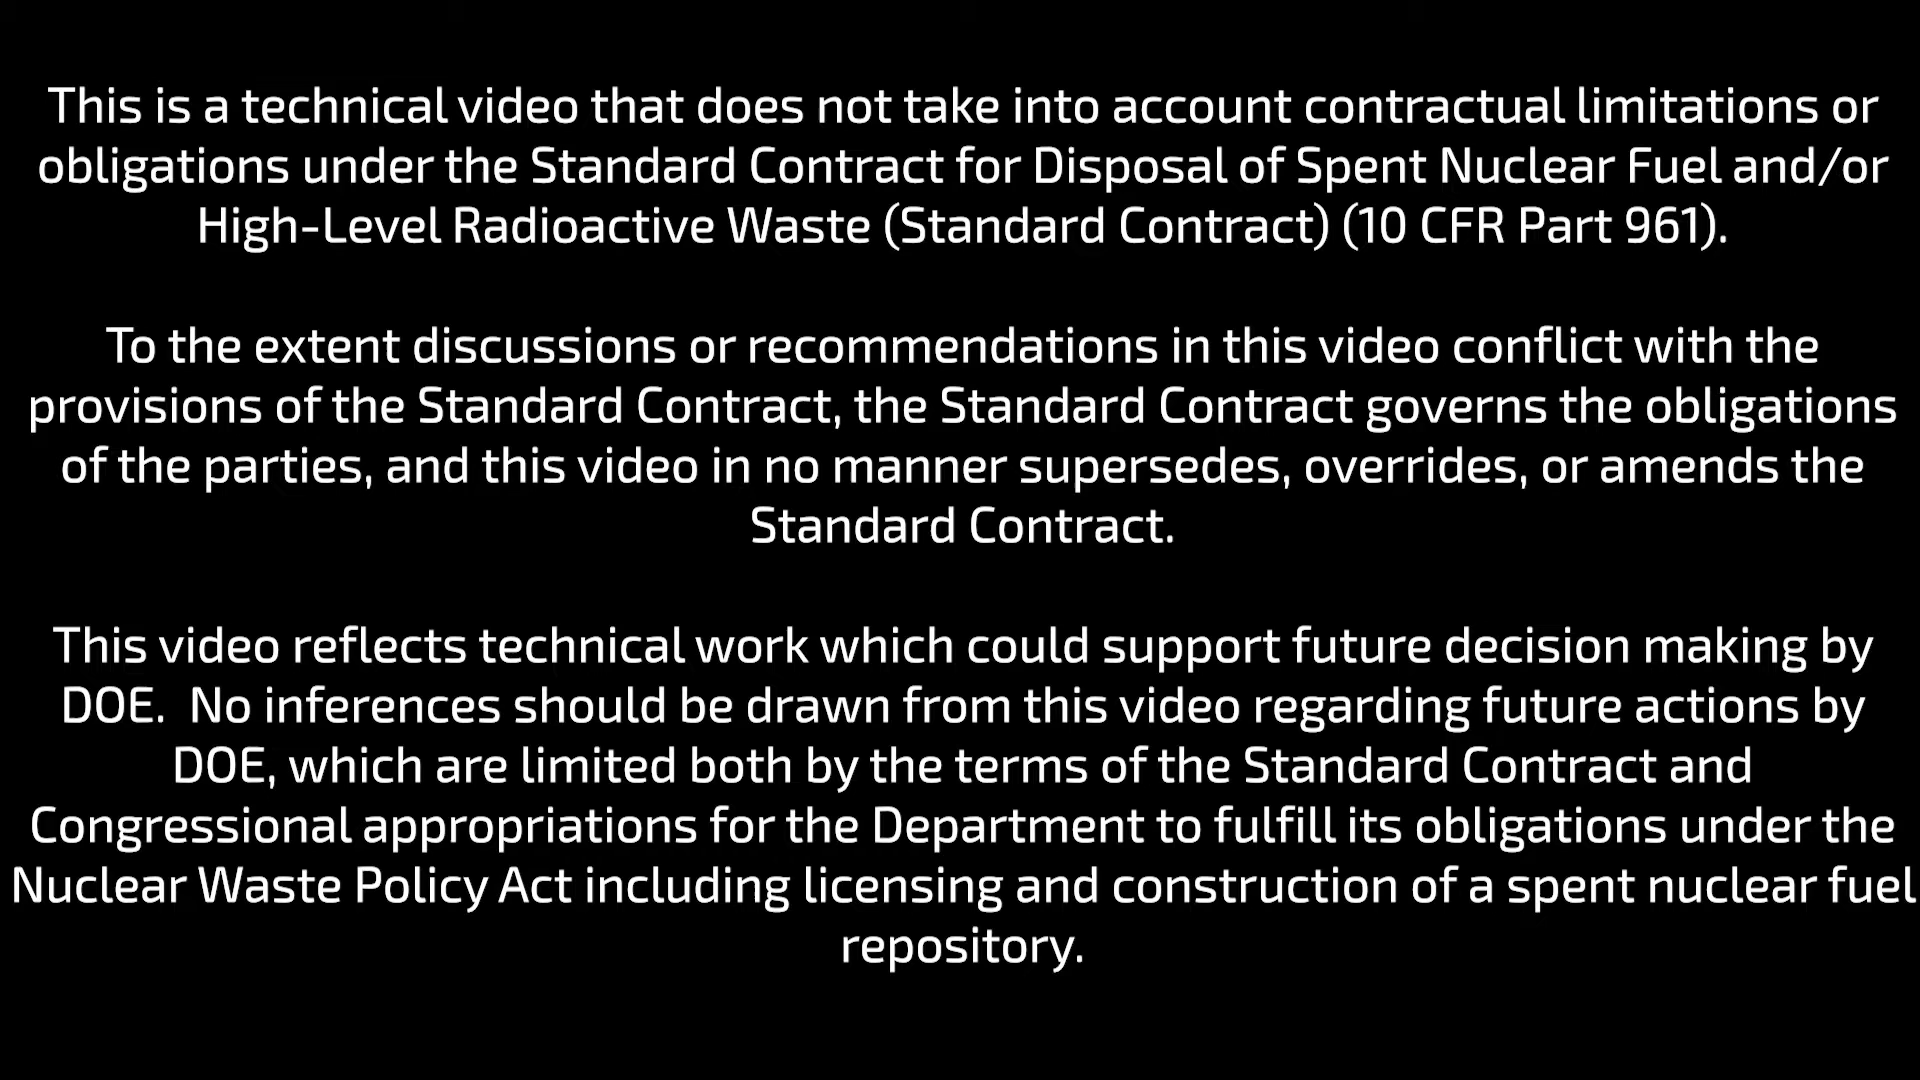 This is a technical video that does not take into account contractual limitations or
obligations under the Standard Contract for Disposal of Spent Nuclear Fuel and/or
High-Level Radioactive Waste (Standard Contract) (10 CFR Part 961).
To the extent discussions or recommendations in this video conflict with the
provisions of the Standard Contract, the Standard Contract governs the obligations
of the parties, and this video in no manner supersedes, overrides, or amends the
Standard Contract.
This video reflects technical work which could support future decision making by
DOE.  No inferences should be drawn from this video regarding future actions by
DOE, which are limited both by the terms of the Standard Contract and
Congressional appropriations for the Department to fulfill its obligations under the
Nuclear Waste Policy Act including licensing and construction of a spent nuclear fuel
repository.